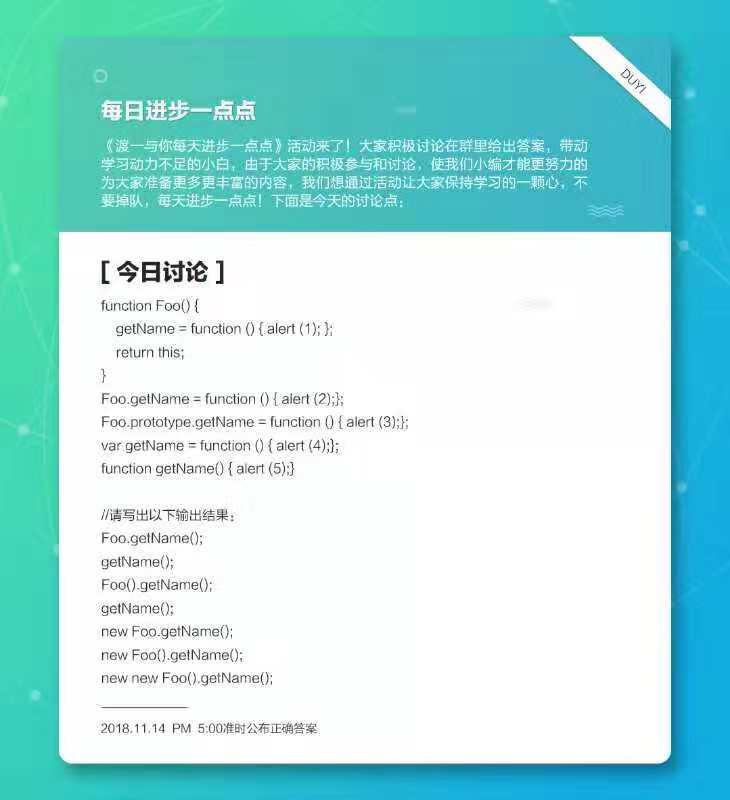 DUYI
每日进步一点点
《渡一与你每天进步一点点》活动来了！大家积极讨论在群里给出答案，带动
学习动力不足的小白，由于大家的积极参与和讨论，使我们小编才能更努力的
为大家准备更多更丰富的内容，我们想通过活动让大家保持学习的一颗心，不
要掉队，每天进步一点点！下面是今天的讨论点：
[ 今日讨论 ]
function Foo() {
getName = function () { alert (1); };
return this;
}
Foo.getName = function () { alert (2);};
Foo.prototype.getName = function () { alert (3);};
var getName = function () { alert (4);};
function getName() { alert (5);}
//请写出以下输出结果：
Foo.getName();
getName();
Foo().getName();
getName();
new Foo.getName();
new Foo().getName();
new new Foo().getName();
2018.11.14 PM 5:00准时公布正确答案